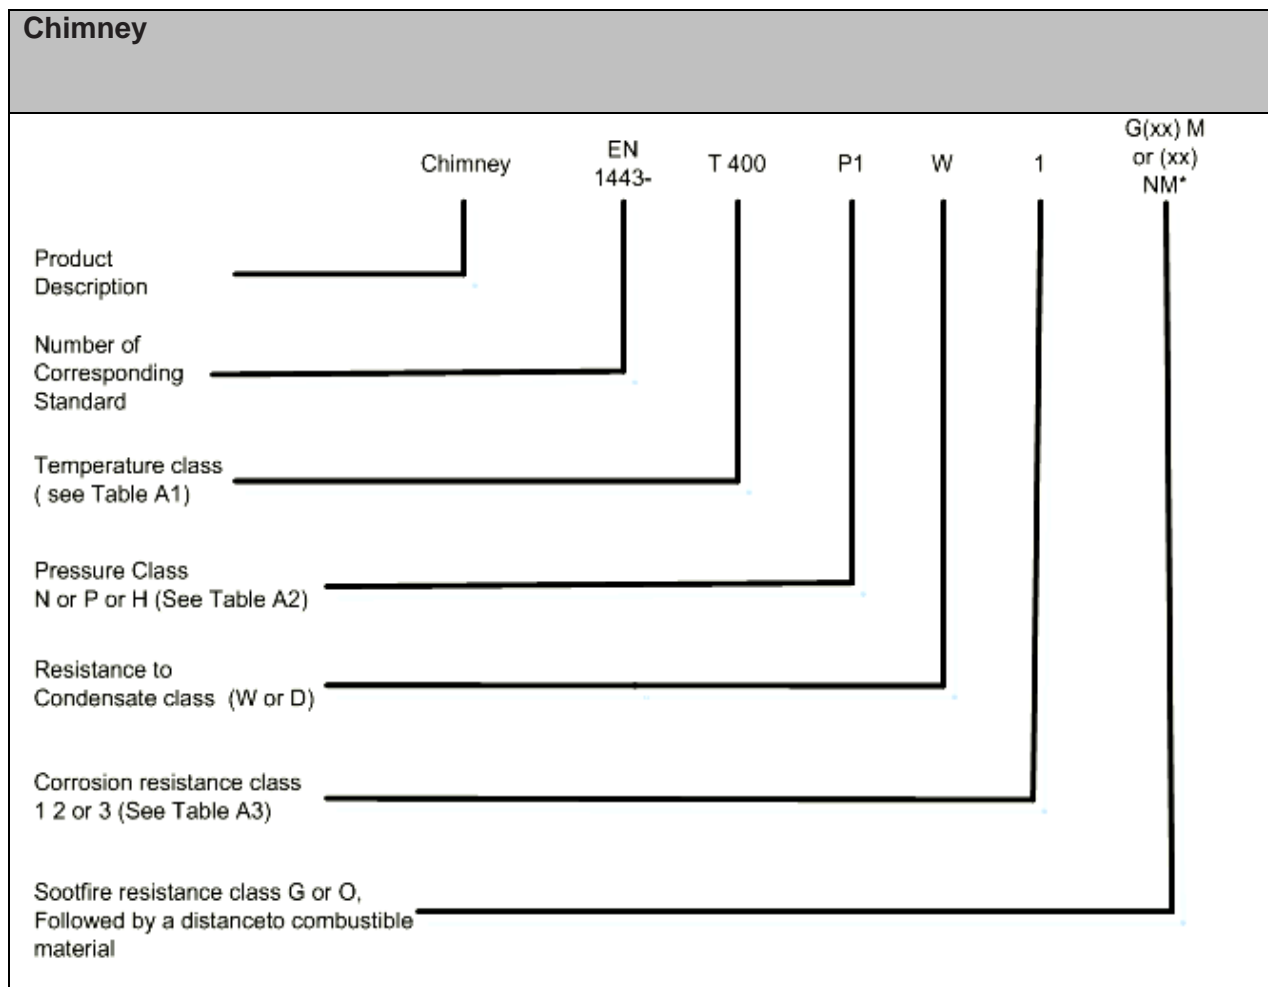 Chimney
Chimney
EN
1443-
T 400
P1
W
1
G(xx) M
or (xx)
NM*
Product
Description
Number of
Corresponding
Standard
Temperature class
( see Table A1)
Pressure Class
N or P or H (See Table A2)
Resistance to
Condensate class (W or D)
Corrosion resistance class
1 2 or 3 (See Table A3)
Sootfire resistance class G or O,
Followed by a distanceto combustible
material